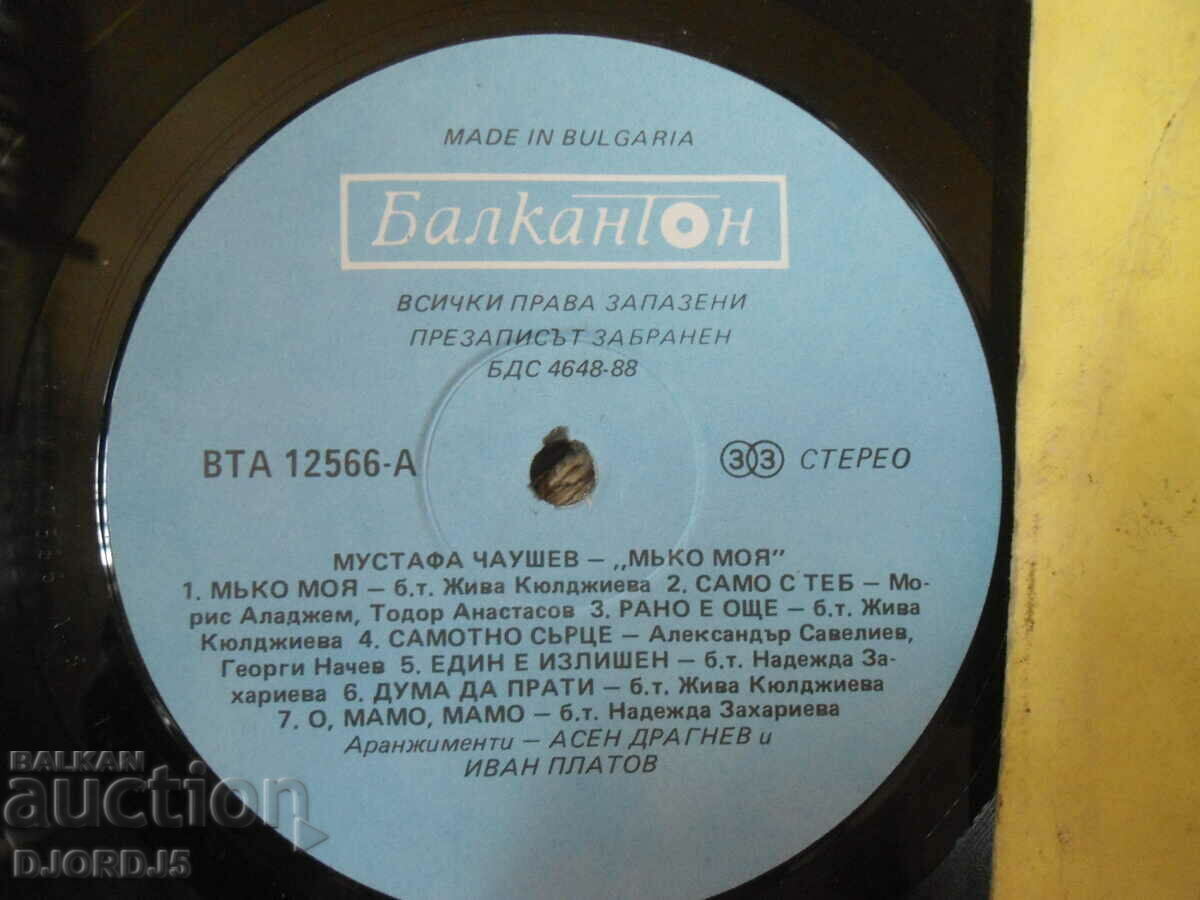 MADE IN BULGARIA
Балкантон
ВСИЧКИ ПРАВА ЗАПАЗЕНИ
ПРЕЗАПИСЪТ ЗАБРАНЕН
БДС 4648-88
ВТА 12566-А
33 СТЕРЕО
МУСТАФА ЧАУШЕВ – „МЪКО МОЯ"
1. МЪКО МОЯ – б.т. Жива Кюлджиева 2. САМО С ТЕБ – Мо-
рис Аладжем, Тодор Анастасов 3. РАНО Е ОЩЕ – б.т. Жива
Кюлджиева 4. САМОТНО СЪРЦЕ – Александър Савелиев,
Георги Начев 5. ЕДИН Е ИЗЛИШЕН – б.т. Надежда За-
хариева 6. ДУМА ДА ПРАТИ – б.т. Жива Кюлджиева
7. О, МАМО, МАМО – б.т. Надежда Захариева
Аранжименти – АСЕН ДРАГНЕВ и
ИВАН ПЛАТОВ
BALKAN
auction
DJORDJ5